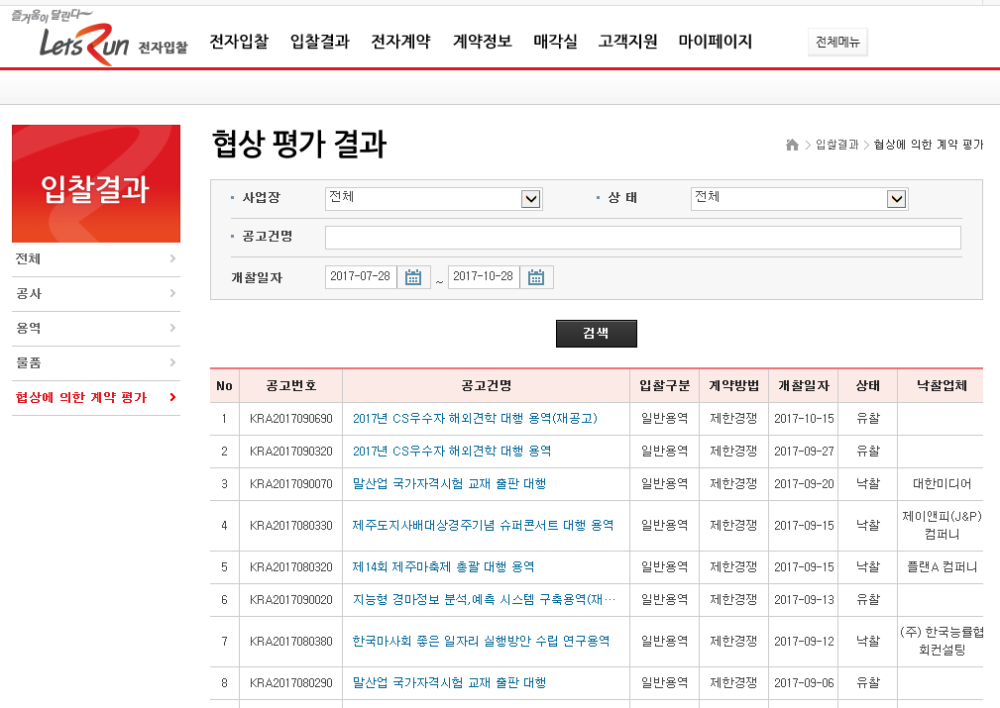 즐거움이 달린다~
Let's Run 전자입찰
전자입찰 입찰결과 전자계약 계약정보 매각실 고객지원 마이페이지 전체메뉴
입찰결과
전체
공사
용역
물품
협상에 의한 계약 평가
협상 평가 결과
입찰결과 > 협상에 의한 계약 평가
사업장 전체 상 태 전체
공고건명
개찰일자 2017-07-28 ~ 2017-10-28
검색
No 공고번호 공고건명 입찰구분 계약방법 개찰일자 상태 낙찰업체
1 KRA2017090690 2017년 CS우수자 해외견학 대행 용역(재공고) 일반용역 제한경쟁 2017-10-15 유찰
2 KRA2017090320 2017년 CS우수자 해외견학 대행 용역 일반용역 제한경쟁 2017-09-27 유찰
3 KRA2017090070 말산업 국가자격시험 교재 출판 대행 일반용역 제한경쟁 2017-09-20 낙찰 대한미디어
4 KRA2017080330 제주도지사배대상경주기념 슈퍼콘서트 대행 용역 일반용역 제한경쟁 2017-09-15 낙찰 제이앤피(J&P)
컴퍼니
5 KRA2017080320 제14회 제주마축제 총괄 대행 용역 일반용역 제한경쟁 2017-09-15 낙찰 플랜A 컴퍼니
6 KRA2017090020 지능형 경마정보 분석,예측 시스템 구축용역(재… 일반용역 제한경쟁 2017-09-13 유찰
7 KRA2017080380 한국마사회 좋은 일자리 실행방안 수립 연구용역 일반용역 제한경쟁 2017-09-12 낙찰 (주) 한국능률협
회컨설팅
8 KRA2017080290 말산업 국가자격시험 교재 출판 대행 일반용역 제한경쟁 2017-09-06 유찰